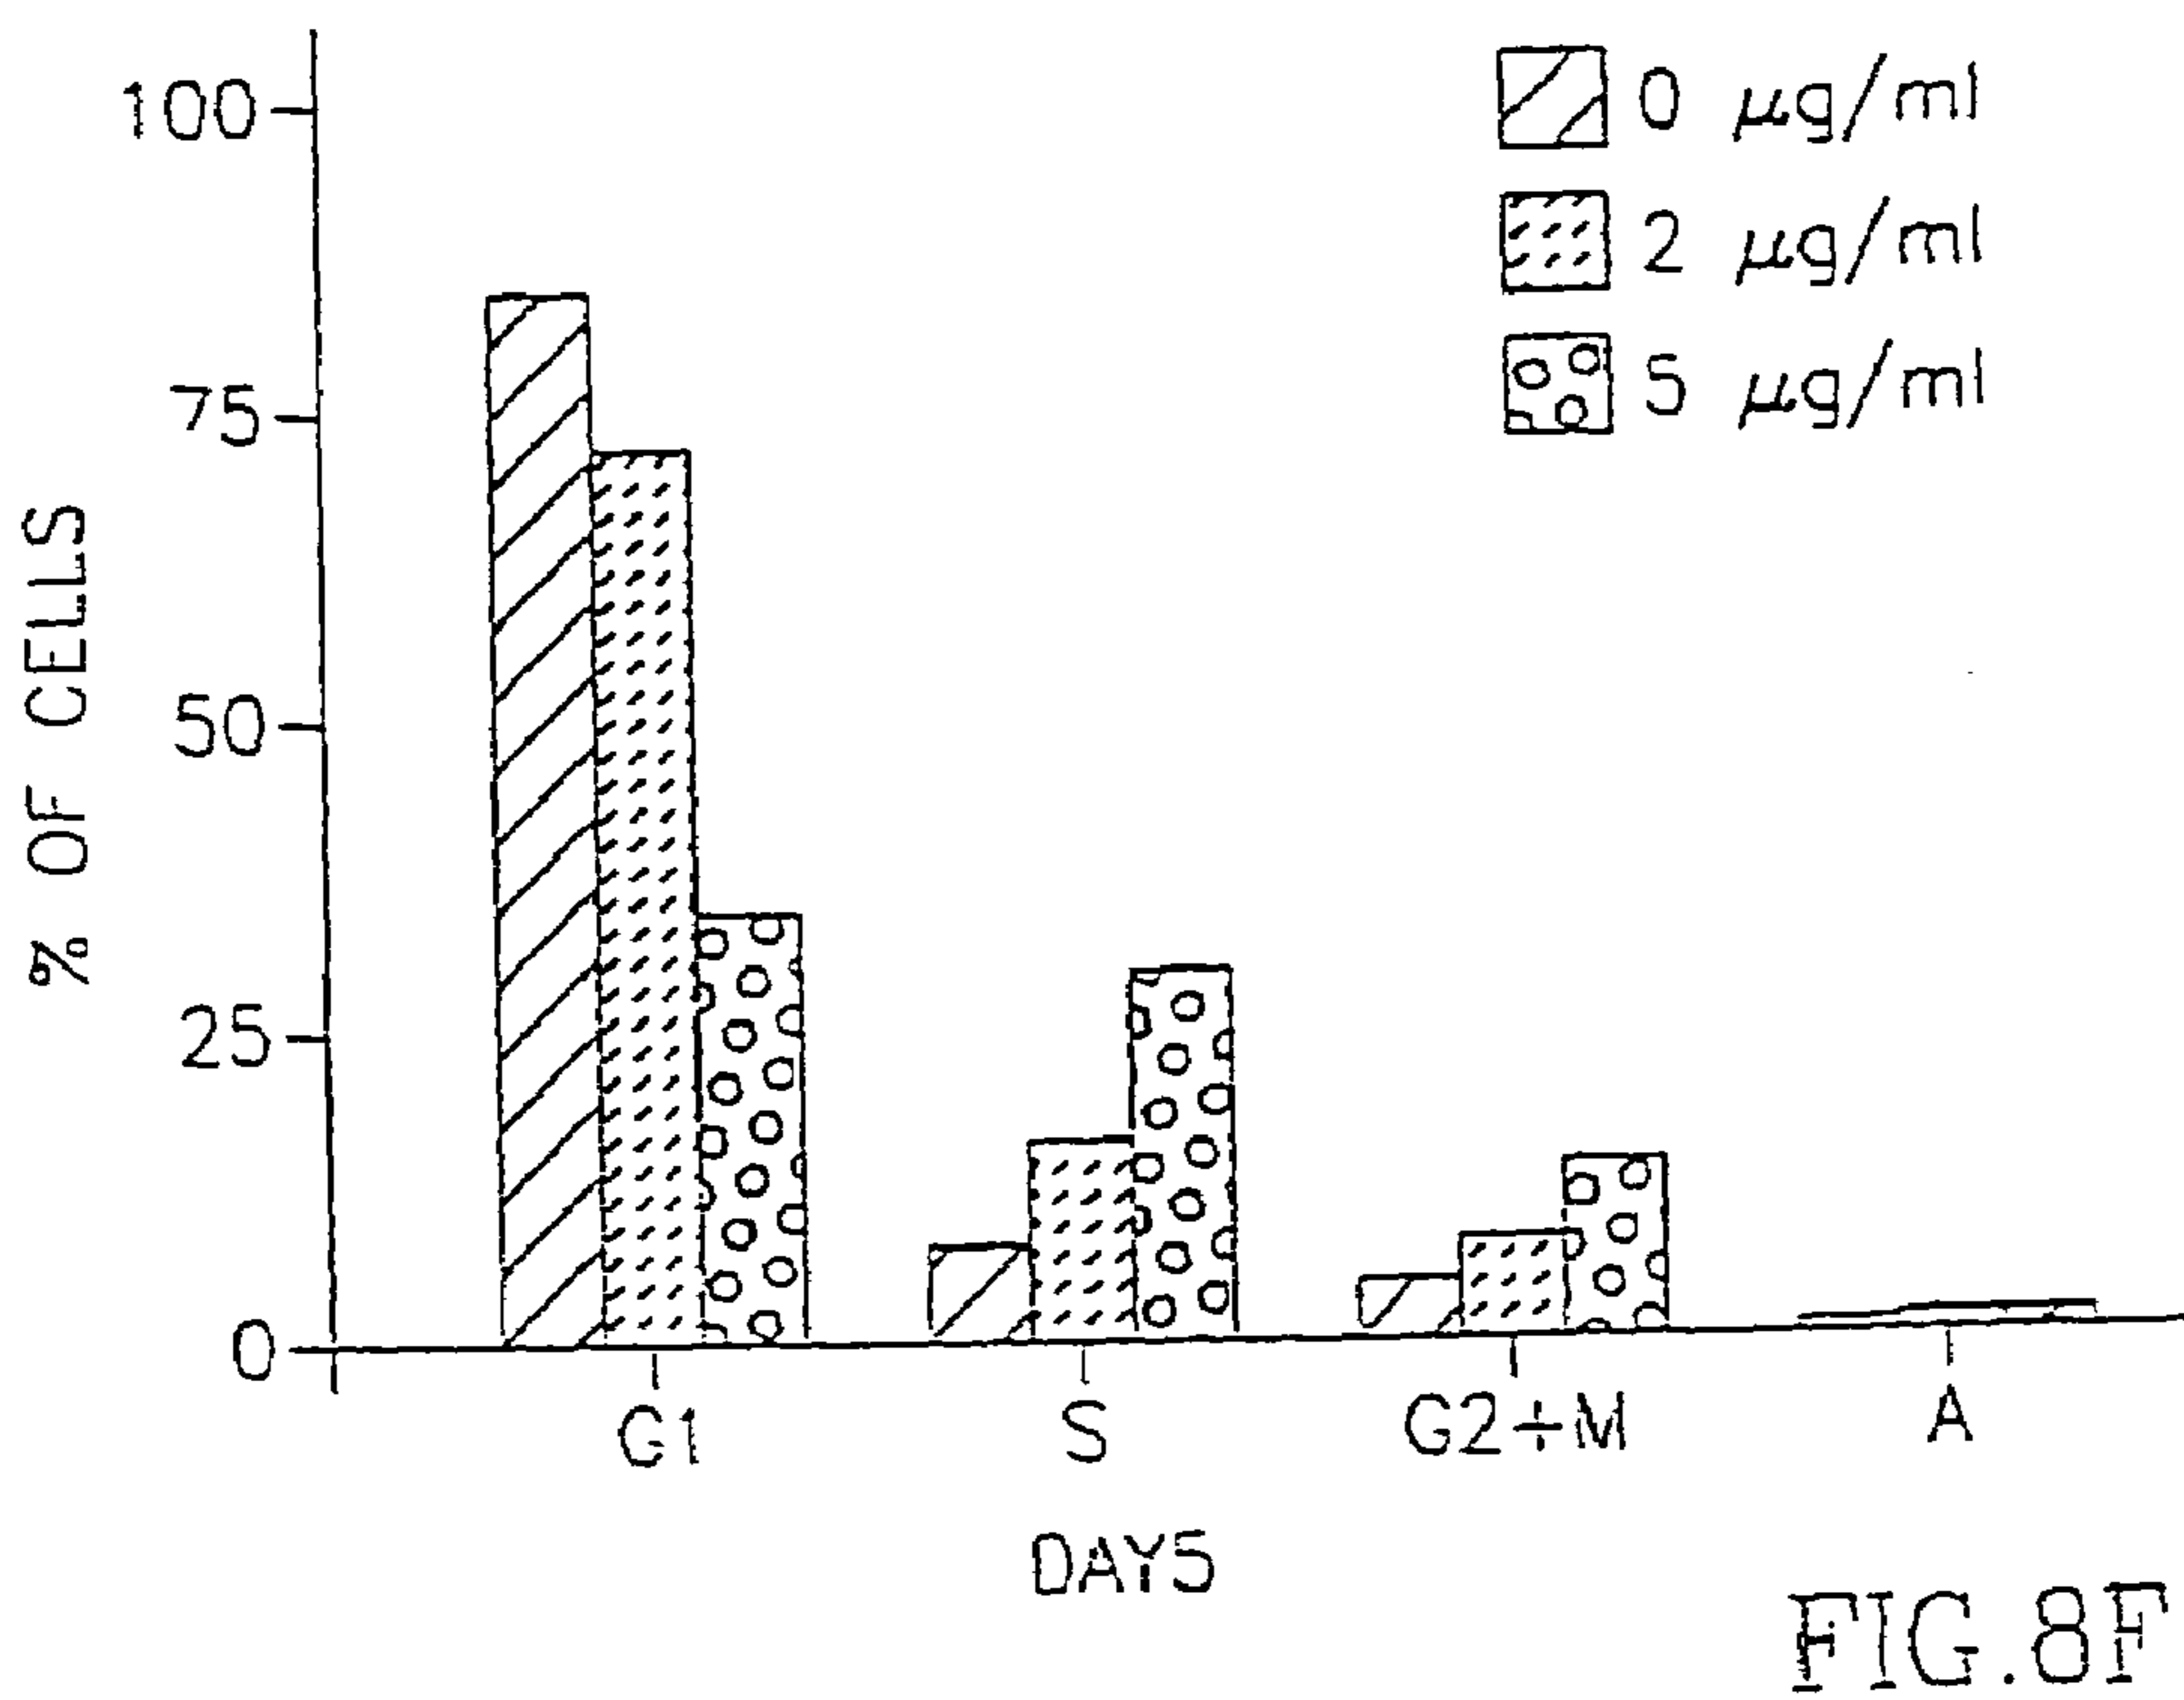 100
75
50
25
0
% OF CELLS
0 µg/ml
2 µg/ml
5 µg/ml
G1 S G2+M A
DAY5
FIG.8F